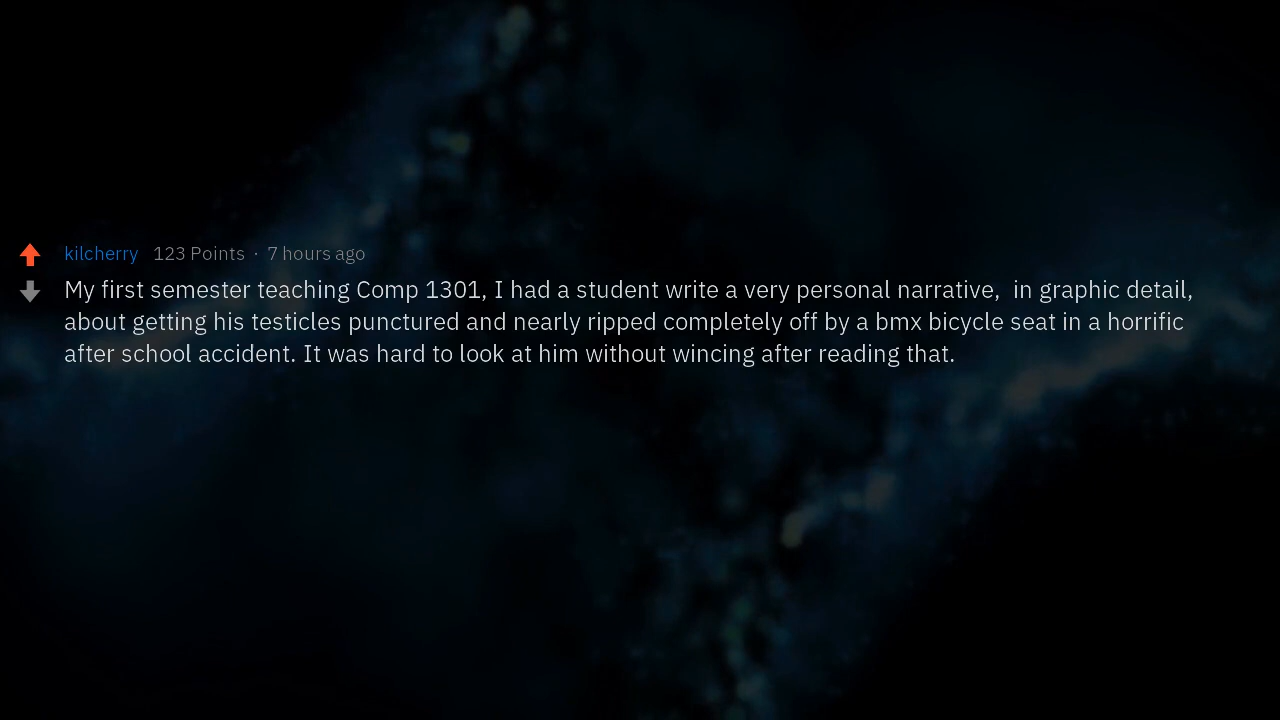 kilcherry 123 Points · 7 hours ago
My first semester teaching Comp 1301, I had a student write a very personal narrative,  in graphic detail,
about getting his testicles punctured and nearly ripped completely off by a bmx bicycle seat in a horrific
after school accident. It was hard to look at him without wincing after reading that.